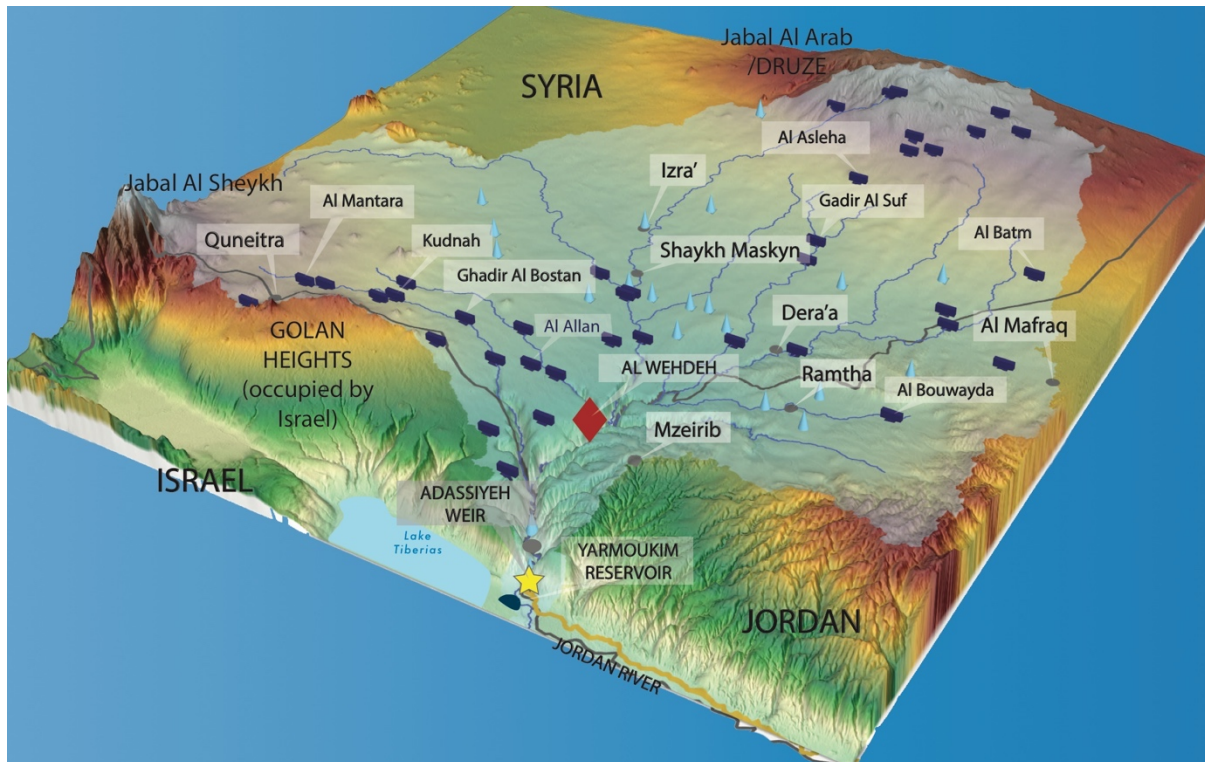 Jabal Al Arab
/DRUZE
SYRIA
Al Asleha
Izra'
Jabal Al Sheykh
Al Mantara
Gadir Al Suf
Quneitra
Kudnah
Shaykh Maskyn
Al Batm
Ghadir Al Bostan
Dera'a
Al Allan
Al Mafraq
GOLAN
HEIGHTS
(occupied by
Israel)
AL WEHDEH
Ramtha
Al Bouwayda
Mzeirib
ISRAEL
ADASSIYEH
WEIR
Lake
Tiberias
YARMOUKIM
RESERVOIR
JORDAN
JORDAN RIVER